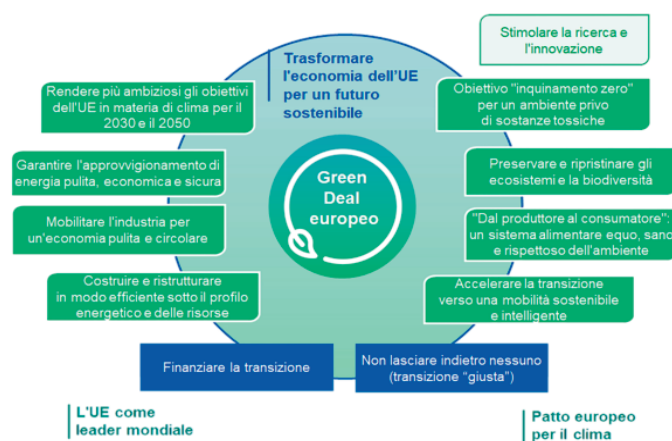 Trasformare
l'economia dell'UE
per un futuro
sostenibile
Stimolare la ricerca e
l'innovazione
Rendere più ambiziosi gli obiettivi
dell'UE in materia di clima per il
2030 e il 2050
Garantire l'approvvigionamento di
energia pulita, economica e sicura
Mobilitare l'industria per
un'economia pulita e circolare
Costruire e ristrutturare
in modo efficiente sotto il profilo
energetico e delle risorse
Green
Deal
europeo
Obiettivo "inquinamento zero"
per un ambiente privo
di sostanze tossiche
Preservare e ripristinare gli
ecosistemi e la biodiversità
"Dal produttore al consumatore":
un sistema alimentare equo, sano
e rispettoso dell'ambiente
Accelerare la transizione
verso una mobilità sostenibile
e intelligente
Finanziare la transizione
Non lasciare indietro nessuno
(transizione “giusta”)
L'UE come
leader mondiale
Patto europeo
per il clima